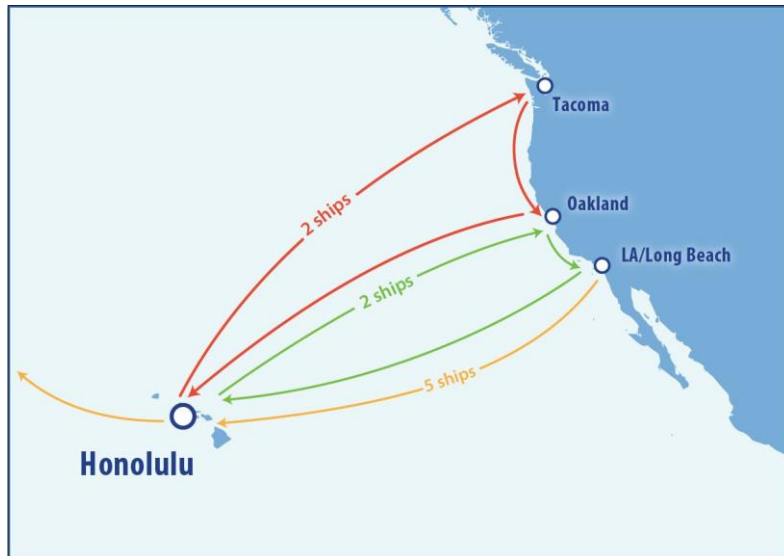 Tacoma
Oakland
2 ships
LA/Long Beach
2 ships
5 ships
Honolulu